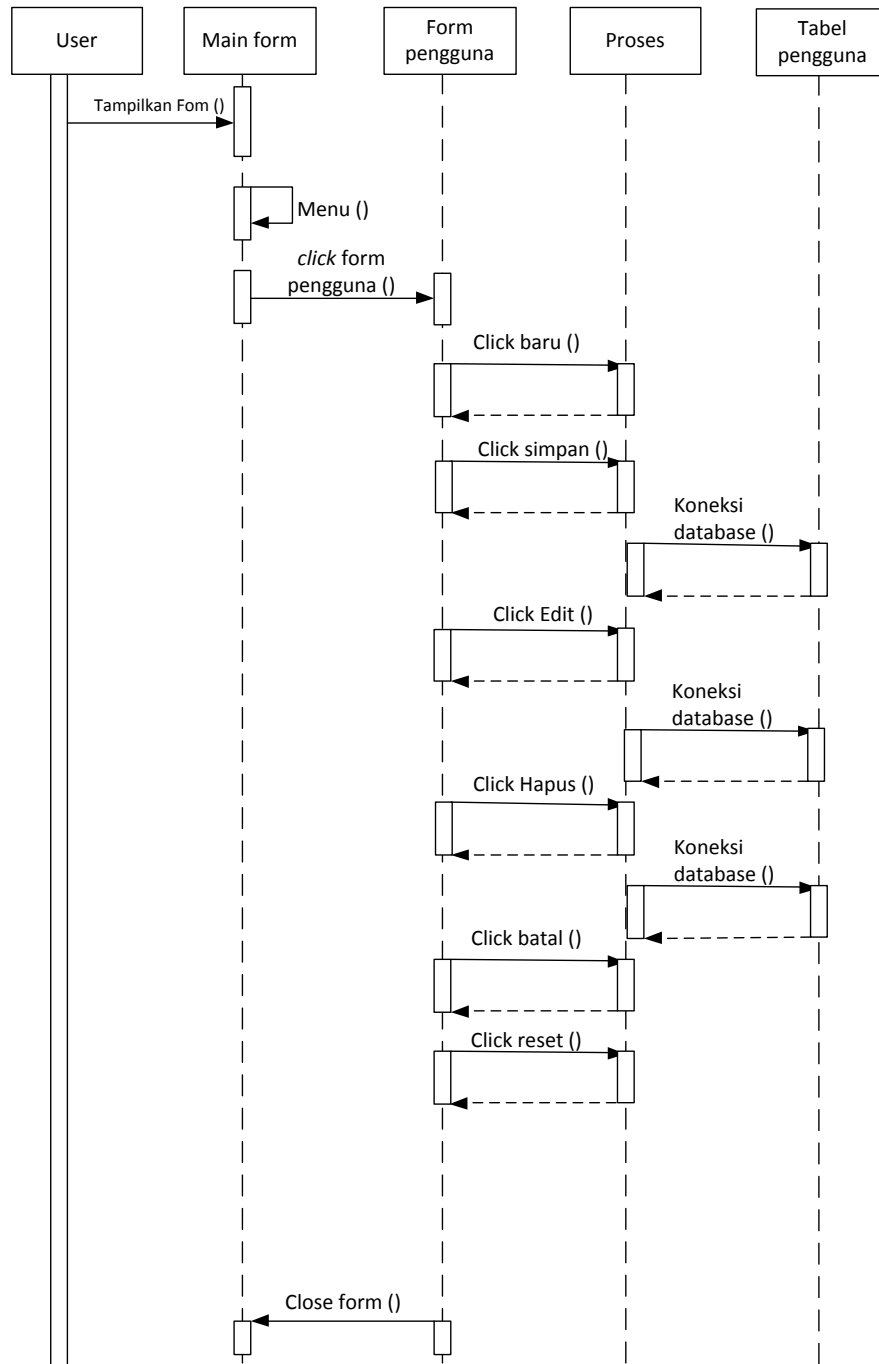 User
Main form
Form
pengguna
Proses
Tabel
pengguna
Tampilkan Fom ()
Menu ()
click form
pengguna ()
Click baru ()
Click simpan ()
Koneksi
database ()
Click Edit ()
Koneksi
database ()
Click Hapus ()
Koneksi
database ()
Click batal ()
Click reset ()
Close form ()